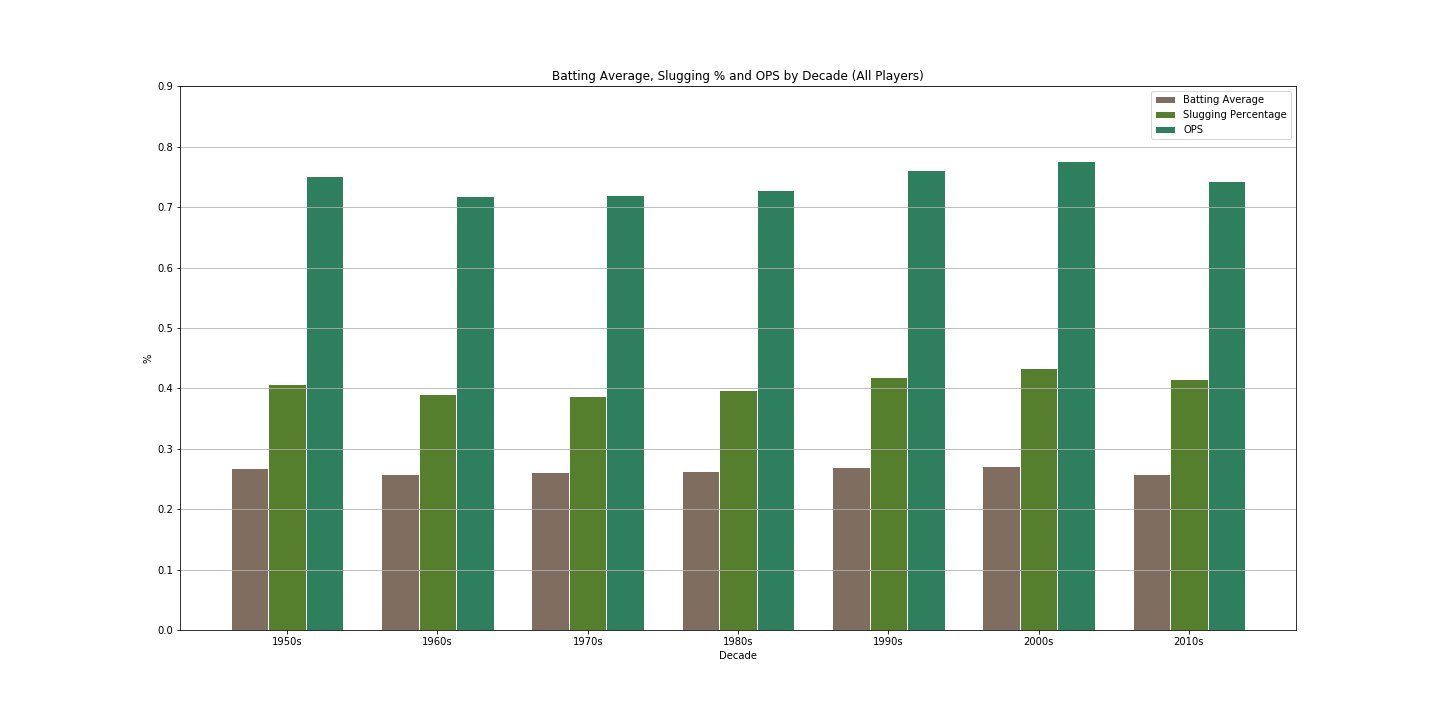 Batting Average, Slugging % and OPS by Decade (All Players)
0.9
0.8
0.7
0.6
0.5
0.4
0.3
0.2
0.1
0.0
%
Batting Average
Slugging Percentage
OPS
1950s 1960s 1970s 1980s 1990s 2000s 2010s
Decade